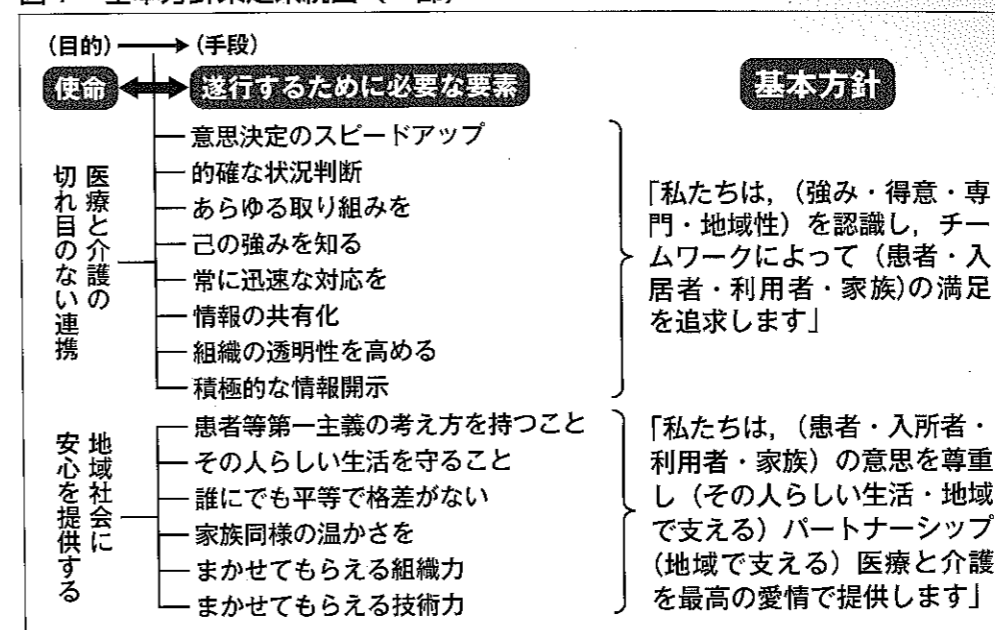 (目的) (手段)
使命 遂行するために必要な要素
基本方針
医療と介護の
切れ目のない連携
意思決定のスピードアップ
的確な状況判断
あらゆる取り組みを
己の強みを知る
常に迅速な対応を
情報の共有化
組織の透明性を高める
積極的な情報開示
「私たちは,(強み・得意・専
門・地域性)を認識し,チー
ムワークによって(患者・入
居者・利用者・家族)の満足
を追求します」
地域社会に
安心を提供する
患者等第一主義の考え方を持つこと
その人らしい生活を守ること
誰にでも平等で格差がない
家族同様の温かさを
まかせてもらえる組織力
まかせてもらえる技術力
「私たちは,(患者・入所者・
利用者・家族)の意思を尊重
し(その人らしい生活・地域
で支える)パートナーシップ
(地域で支える)医療と介護
を最高の愛情で提供します」